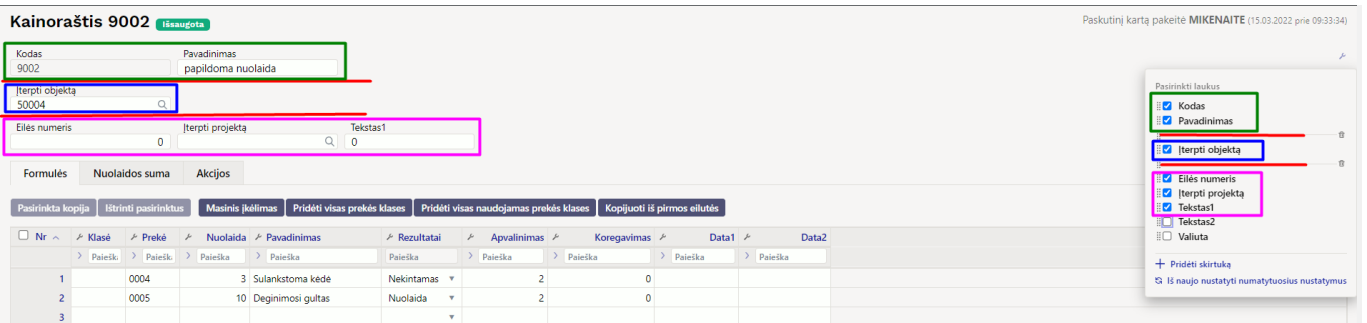 Kainoraštis 9002 Išsaugota
Paskutinį kartą pakeitė MIKENAITE (15.03.2022 prie 09:33:34)
Kodas Pavadinimas
9002 papildoma nuolaida
Įterpti objektą
50004
Eilės numeris Įterpti projektą Tekstas1
0 0
Formulės Nuolaidos suma Akcijos
Pasirinkta kopija Ištrinti pasirinktus Masinis įkėlimas Pridėti visas prekės klases Pridėti visas naudojamas prekės klases Kopijuoti iš pirmos eilutės
Nr Klasė Prekė Nuolaida Pavadinimas Rezultatai Apvalinimas Koregavimas Data1 Data2
Paiešk. Paiešk. Paieška Paieška Paieška Paieška Paieška Paieška Paieška
1 0004 3 Sulankstoma kėdė Nekintamas 2 0
2 0005 10 Deginimosi gultas Nuolaida 2 0
3
Pasirinkti laukus
Kodas
Pavadinimas
Įterpti objektą
Eilės numeris
Įterpti projektą
Tekstas1
Tekstas2
Valiuta
Pridėti skirtuką
Iš naujo nustatyti numatytuosius nustatymus